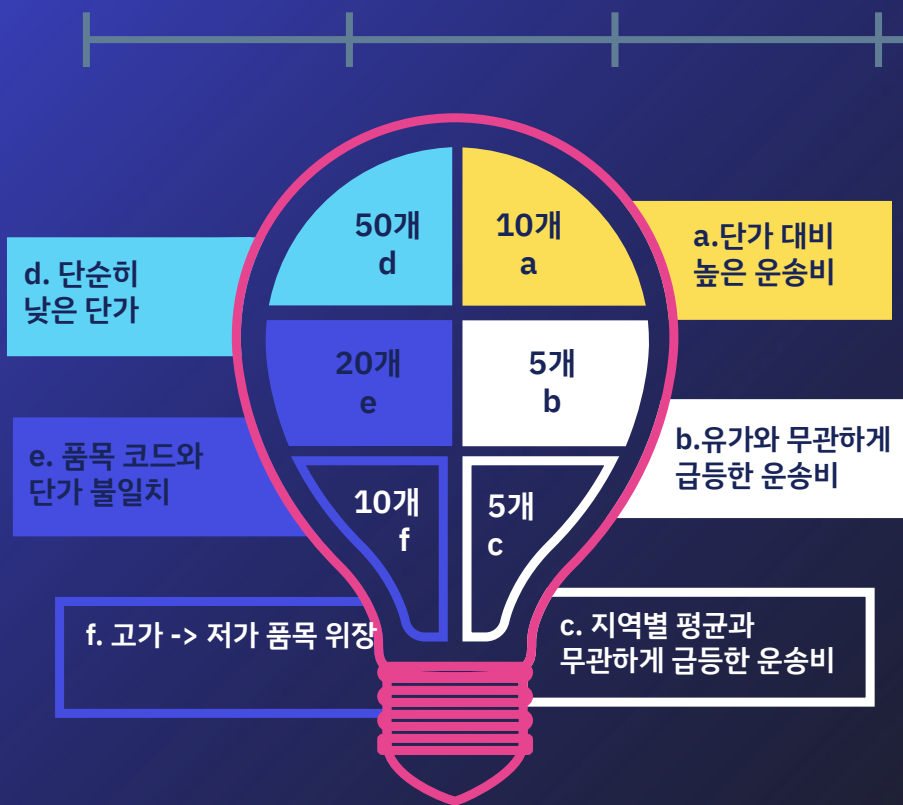 50개
d
10개
a
d. 단순히
낮은 단가
a.단가 대비
높은 운송비
20개
e
5개
b
e. 품목 코드와
단가 불일치
b.유가와 무관하게
급등한 운송비
10개
f
5개
c
f. 고가 -> 저가 품목 위장
c. 지역별 평균과
무관하게 급등한 운송비